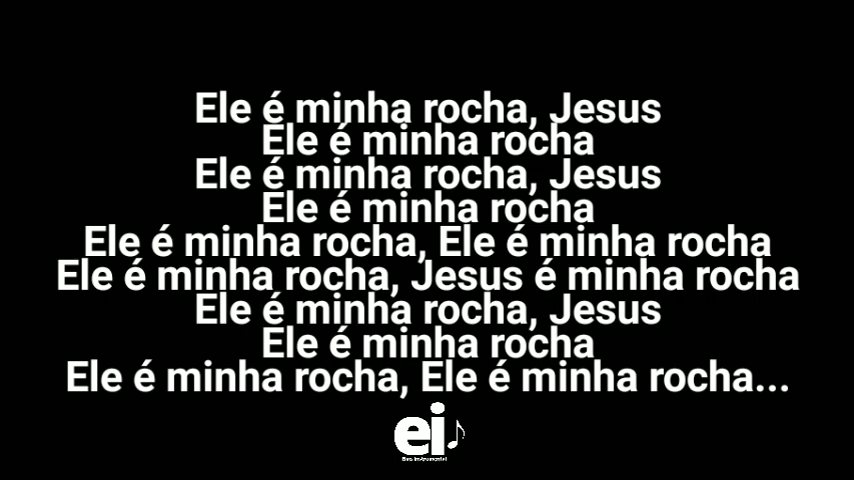 Ele é minha rocha, Jesus
Ele é minha rocha
Ele é minha rocha, Jesus
Ele é minha rocha
Ele é minha rocha, Ele é minha rocha
Ele é minha rocha, Jesus é minha rocha
Ele é minha rocha, Jesus
Ele é minha rocha
Ele é minha rocha, Ele é minha rocha...
ei